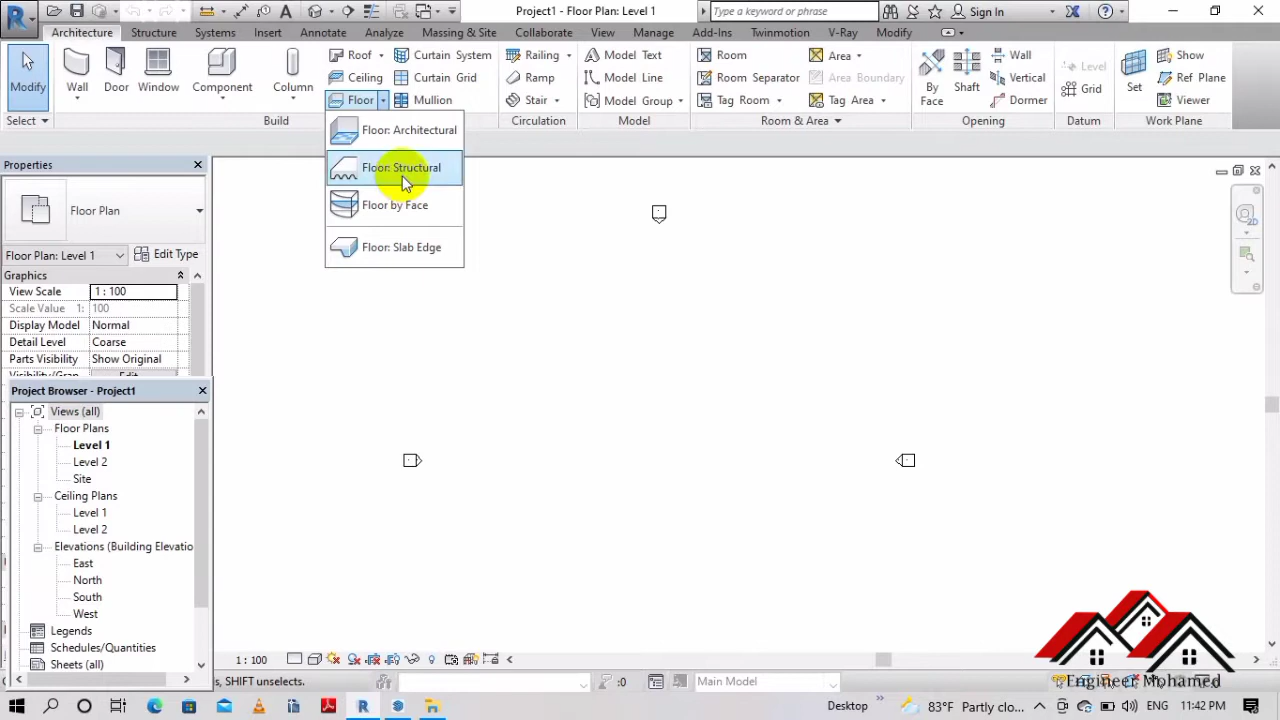 Project1 - Floor Plan: Level 1
Type a keyword or phrase
Sign In
Architecture
Structure
Systems
Insert
Annotate
Analyze
Massing & Site
Collaborate
View
Manage
Add-Ins
Twinmotion
V-Ray
Modify
Modify
Wall
Door
Window
Component
Column
Roof
Ceiling
Floor
Curtain System
Curtain Grid
Mullion
Railing
Ramp
Stair
Model Text
Model Line
Model Group
Room
Room Separator
Tag Room
Area
Area Boundary
Tag Area
By
Face
Shaft
Wall
Vertical
Dormer
Level
Grid
Set
Show
Ref Plane
Viewer
Select
Build
Circulation
Model
Room & Area
Opening
Datum
Work Plane
Floor: Architectural
Floor: Structural
Floor by Face
Floor: Slab Edge
Properties
Floor Plan
Floor Plan: Level 1
Edit Type
Graphics
View Scale 1 : 100
Scale Value 1: 100
Display Model Normal
Detail Level Coarse
Parts Visibility Show Original
Project Browser - Project1
Views (all)
Floor Plans
Level 1
Level 2
Site
Ceiling Plans
Level 1
Level 2
Elevations (Building Elevatio
East
North
South
West
Legends
Schedules/Quantities
Sheets (all)
2D
1 : 100
s, SHIFT unselects.
:0
Main Model
Engineer Mohamed
Desktop
83°F Partly clo...
ENG
11:42 PM